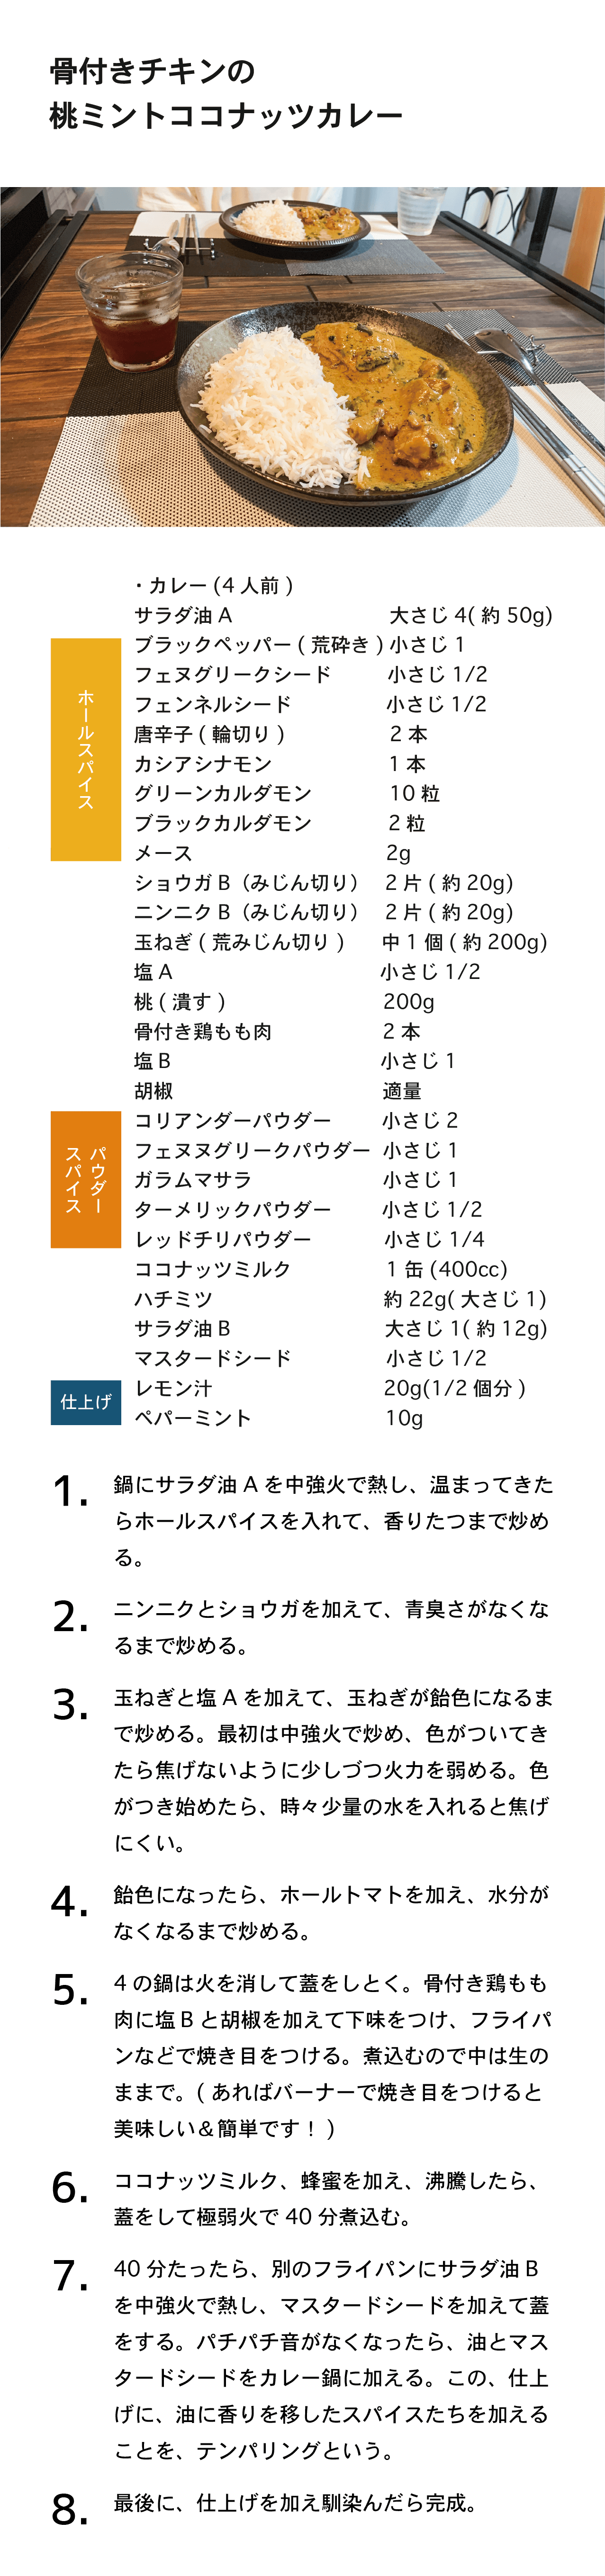 骨付きチキンの
桃ミントココナッツカレー
・カレー(4 人前 )
サラダ油 A 大さじ 4( 約 50g)
ホールスパイス
ブラックペッパー ( 荒砕き ) 小さじ 1
フェヌグリークシード 小さじ 1/2
フェンネルシード 小さじ 1/2
唐辛子 ( 輪切り ) 2 本
カシアシナモン 1 本
グリーンカルダモン 10 粒
ブラックカルダモン 2 粒
メース 2g
ショウガ B（みじん切り） 2 片 ( 約 20g)
ニンニク B（みじん切り） 2 片 ( 約 20g)
玉ねぎ ( 荒みじん切り ) 中 1 個 ( 約 200g)
塩 A 小さじ 1/2
桃 ( 潰す ) 200g
骨付き鶏もも肉 2 本
塩 B 小さじ 1
胡椒 適量
パウダー
スパイス
コリアンダーパウダー 小さじ 2
フェヌヌグリークパウダー 小さじ 1
ガラムマサラ 小さじ 1
ターメリックパウダー 小さじ 1/2
レッドチリパウダー 小さじ 1/4
ココナッツミルク 1 缶 (400cc)
ハチミツ 約 22g( 大さじ 1)
サラダ油 B 大さじ 1( 約 12g)
マスタードシード 小さじ 1/2
仕上げ
レモン汁 20g(1/2 個分 )
ペパーミント 10g
1. 鍋にサラダ油 A を中強火で熱し、温まってきた
らホールスパイスを入れて、香りたつまで炒め
る。
2. ニンニクとショウガを加えて、青臭さがなくな
るまで炒める。
3. 玉ねぎと塩 A を加えて、玉ねぎが飴色になるま
で炒める。最初は中強火で炒め、色がついてき
たら焦げないように少しづつ火力を弱める。色
がつき始めたら、時々少量の水を入れると焦げ
にくい。
4. 飴色になったら、ホールトマトを加え、水分が
なくなるまで炒める。
5. 4 の鍋は火を消して蓋をしとく。骨付き鶏もも
肉に塩 B と胡椒を加えて下味をつけ、フライパ
ンなどで焼き目をつける。煮込むので中は生の
ままで。( あればバーナーで焼き目をつけると
美味しい＆簡単です！ )
6. ココナッツミルク、蜂蜜を加え、沸騰したら、
蓋をして極弱火で 40 分煮込む。
7. 40 分たったら、別のフライパンにサラダ油 B
を中強火で熱し、マスタードシードを加えて蓋
をする。パチパチ音がなくなったら、油とマス
タードシードをカレー鍋に加える。この、仕上
げに、油に香りを移したスパイスたちを加える
ことを、テンパリングという。
8. 最後に、仕上げを加え馴染んだら完成。